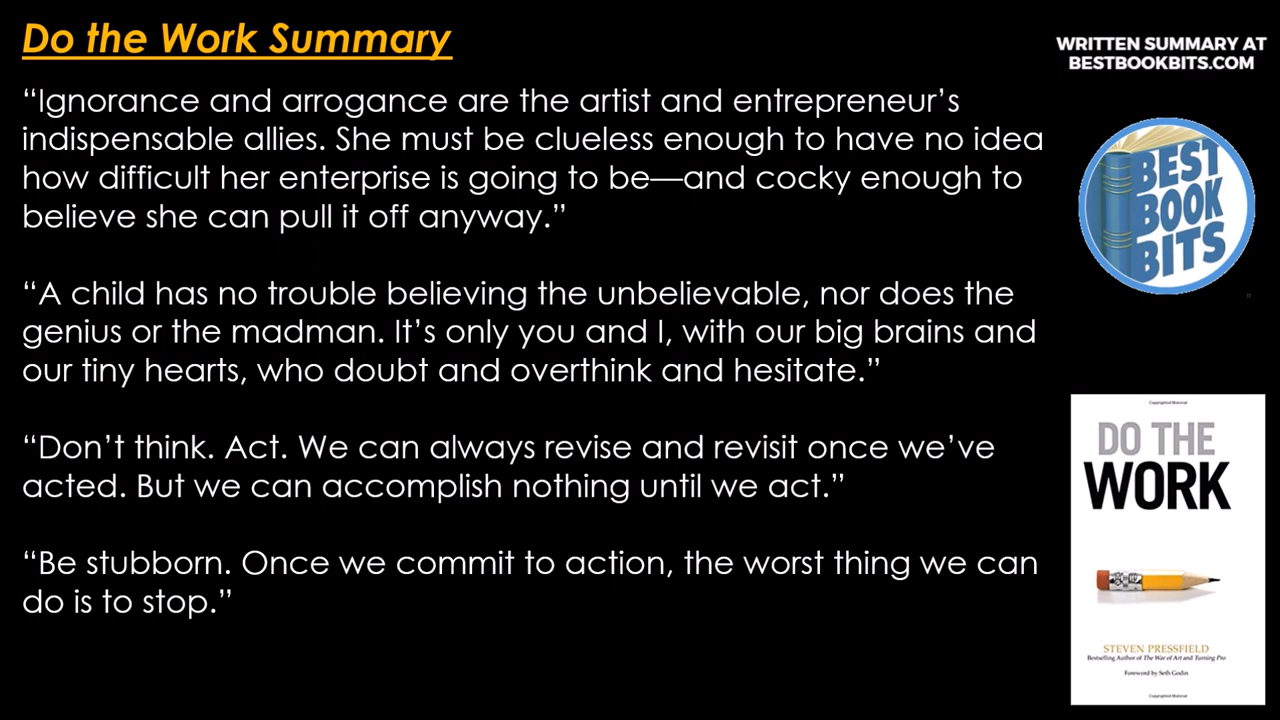 Do the Work Summary
WRITTEN SUMMARY AT
BESTBOOKBITS.COM
“Ignorance and arrogance are the artist and entrepreneur’s
indispensable allies. She must be clueless enough to have no idea
how difficult her enterprise is going to be—and cocky enough to
believe she can pull it off anyway.”
“A child has no trouble believing the unbelievable, nor does the
genius or the madman. It’s only you and I, with our big brains and
our tiny hearts, who doubt and overthink and hesitate.”
“Don’t think. Act. We can always revise and revisit once we’ve
acted. But we can accomplish nothing until we act.”
“Be stubborn. Once we commit to action, the worst thing we can
do is to stop.”
BEST
BOOK
BITS
”
Copyrighted Material
DO THE
WORK
STEVEN PRESSFIELD
Bestselling Author of The War of Art and Turning Pro
Foreword by Seth Godin
Copyrighted Material